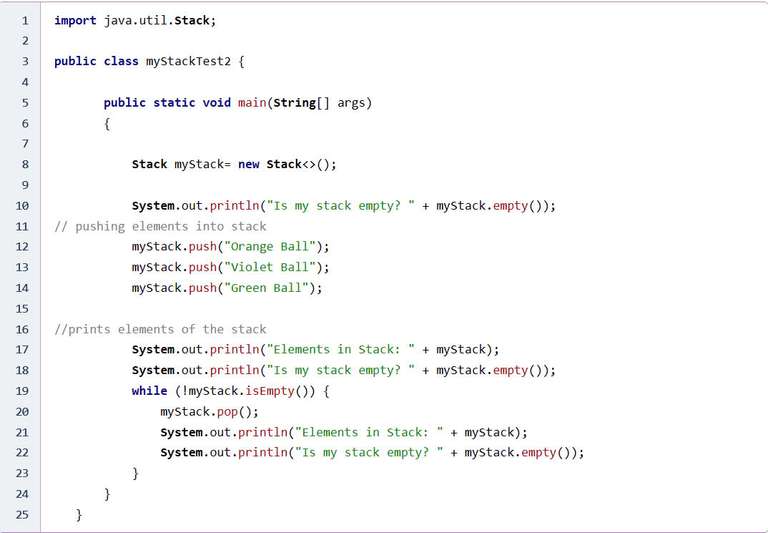 1 import java.util.Stack;
2
3 public class myStackTest2 {
4
5 public static void main(String[] args)
6 {
7
8 Stack myStack= new Stack<>();
9
10 System.out.println("Is my stack empty? " + myStack.empty());
11 // pushing elements into stack
12 myStack.push("Orange Ball");
13 myStack.push("Violet Ball");
14 myStack.push("Green Ball");
15
16 //prints elements of the stack
17 System.out.println("Elements in Stack: " + myStack);
18 System.out.println("Is my stack empty? " + myStack.empty());
19 while (!myStack.isEmpty()) {
20 myStack.pop();
21 System.out.println("Elements in Stack: " + myStack);
22 System.out.println("Is my stack empty? " + myStack.empty());
23 }
24 }
25 }